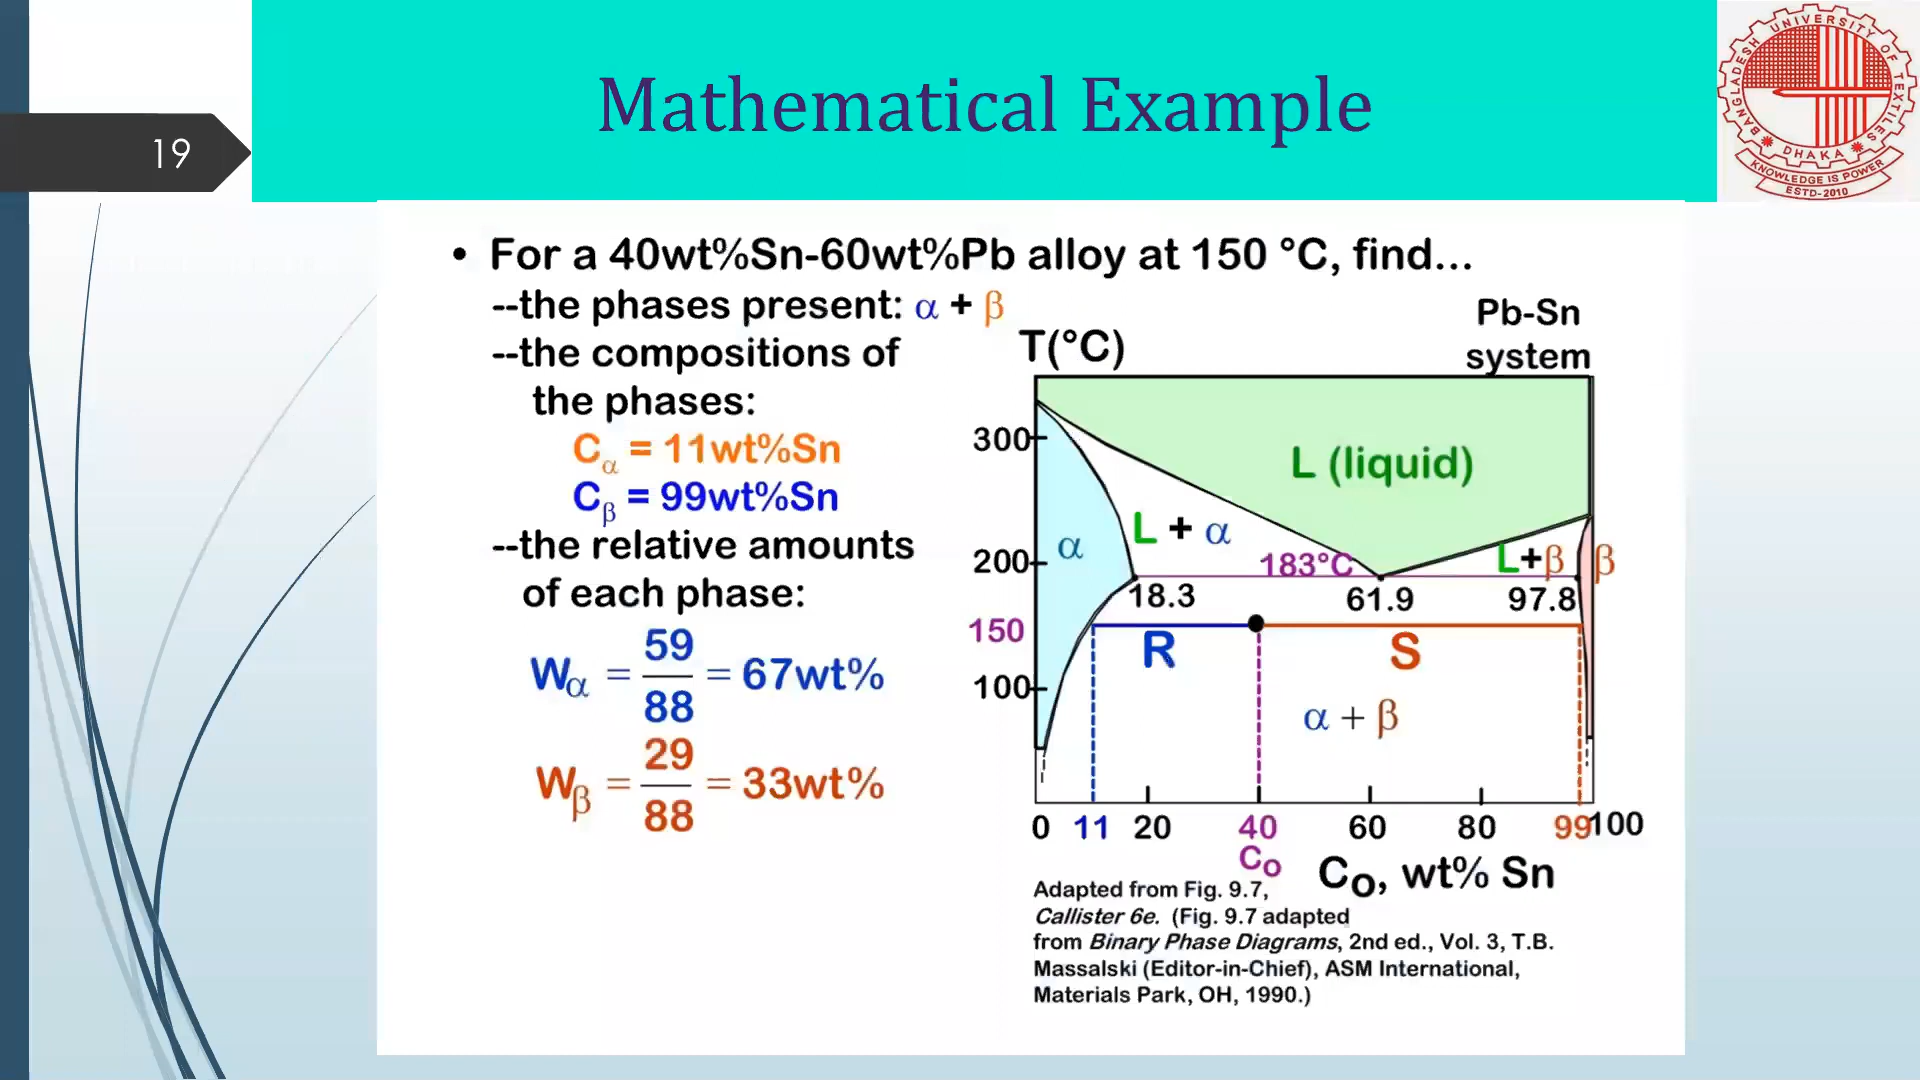 Mathematical Example
19
BANGLADESH UNIVERSITY OF TEXTILES
DHAKA
KNOWLEDGE IS POWER
ESTD-2010
• For a 40wt%Sn-60wt%Pb alloy at 150 °C, find...
--the phases present: α + β
--the compositions of
the phases:
Cα = 11wt%Sn
Cβ = 99wt%Sn
--the relative amounts
of each phase:
Wα = 59/88 = 67wt%
Wβ = 29/88 = 33wt%
Pb-Sn
system
T(°C)
300
L (liquid)
L + α
α
200
183°C
L+β
β
18.3
61.9
97.8
150
R
S
100
α + β
0 11 20 40 60 80 99 100
Co
Co, wt% Sn
Adapted from Fig. 9.7,
Callister 6e. (Fig. 9.7 adapted
from Binary Phase Diagrams, 2nd ed., Vol. 3, T.B.
Massalski (Editor-in-Chief), ASM International,
Materials Park, OH, 1990.)